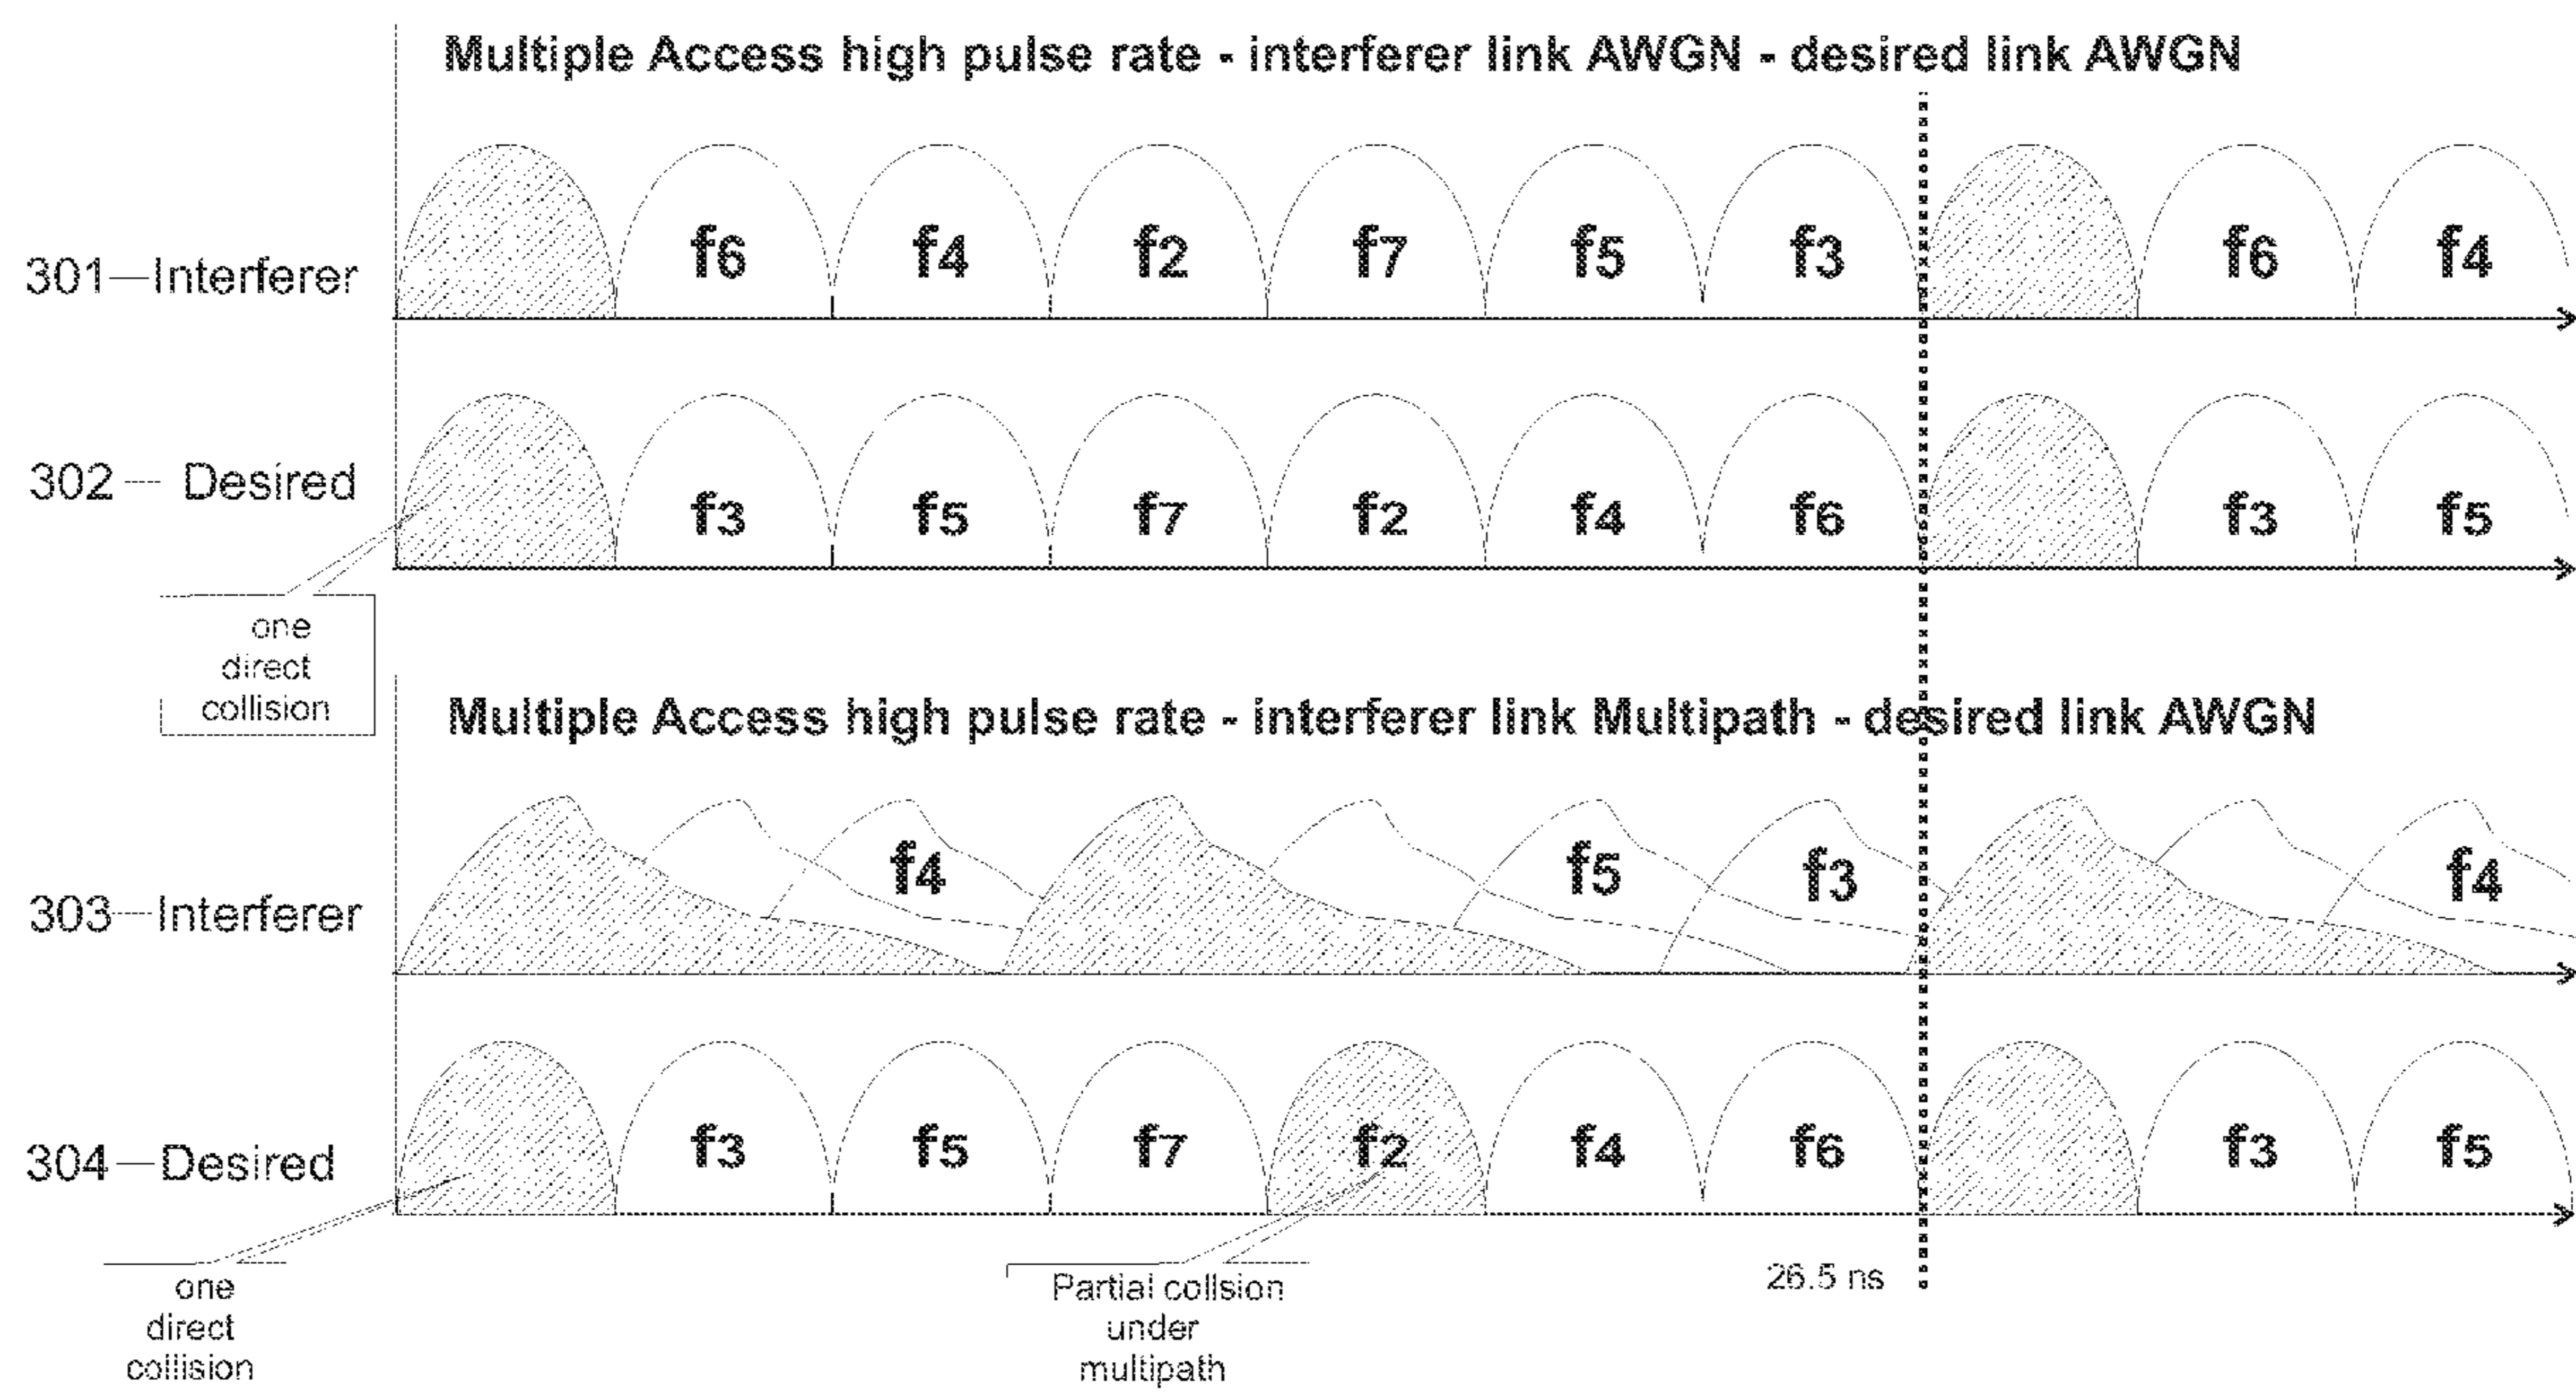 Multiple Access high pulse rate - interferer link AWGN - desired link AWGN
301—Interferer
f6 f4 f2 f7 f5 f3 f6 f4
302 --- Desired
f3 f5 f7 f2 f4 f6 f3 f5
one
direct
collision
Multiple Access high pulse rate - interferer link Multipath - desired link AWGN
303----Interferer
f4 f5 f3 f4
304—Desired
f3 f5 f7 f2 f4 f6 f3 f5
26.5 ns
one
direct
collision
Partial collsion
under
multipath